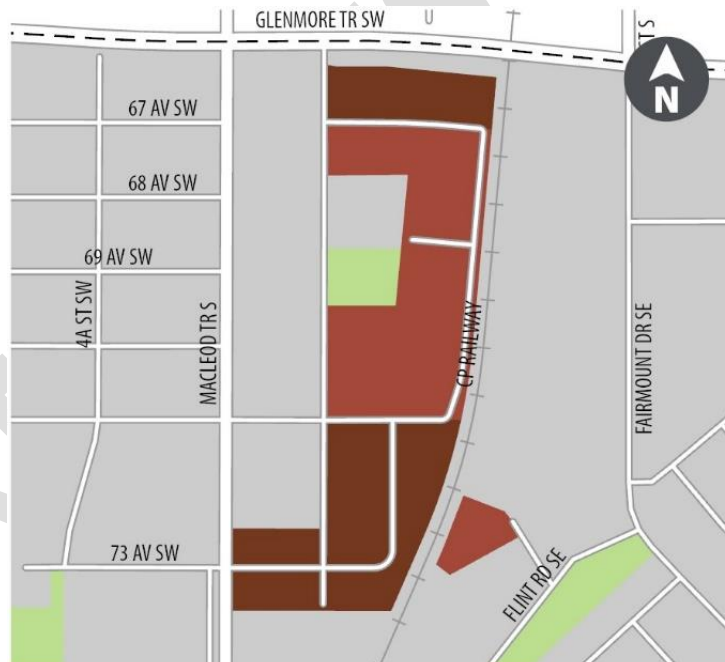 GLENMORE TR SW
ST S
N
67 AV SW
68 AV SW
69 AV SW
4A ST SW
MACLEOD TR S
CP RAILWAY
FAIRMOUNT DR SE
73 AV SW
FLINT RD SE